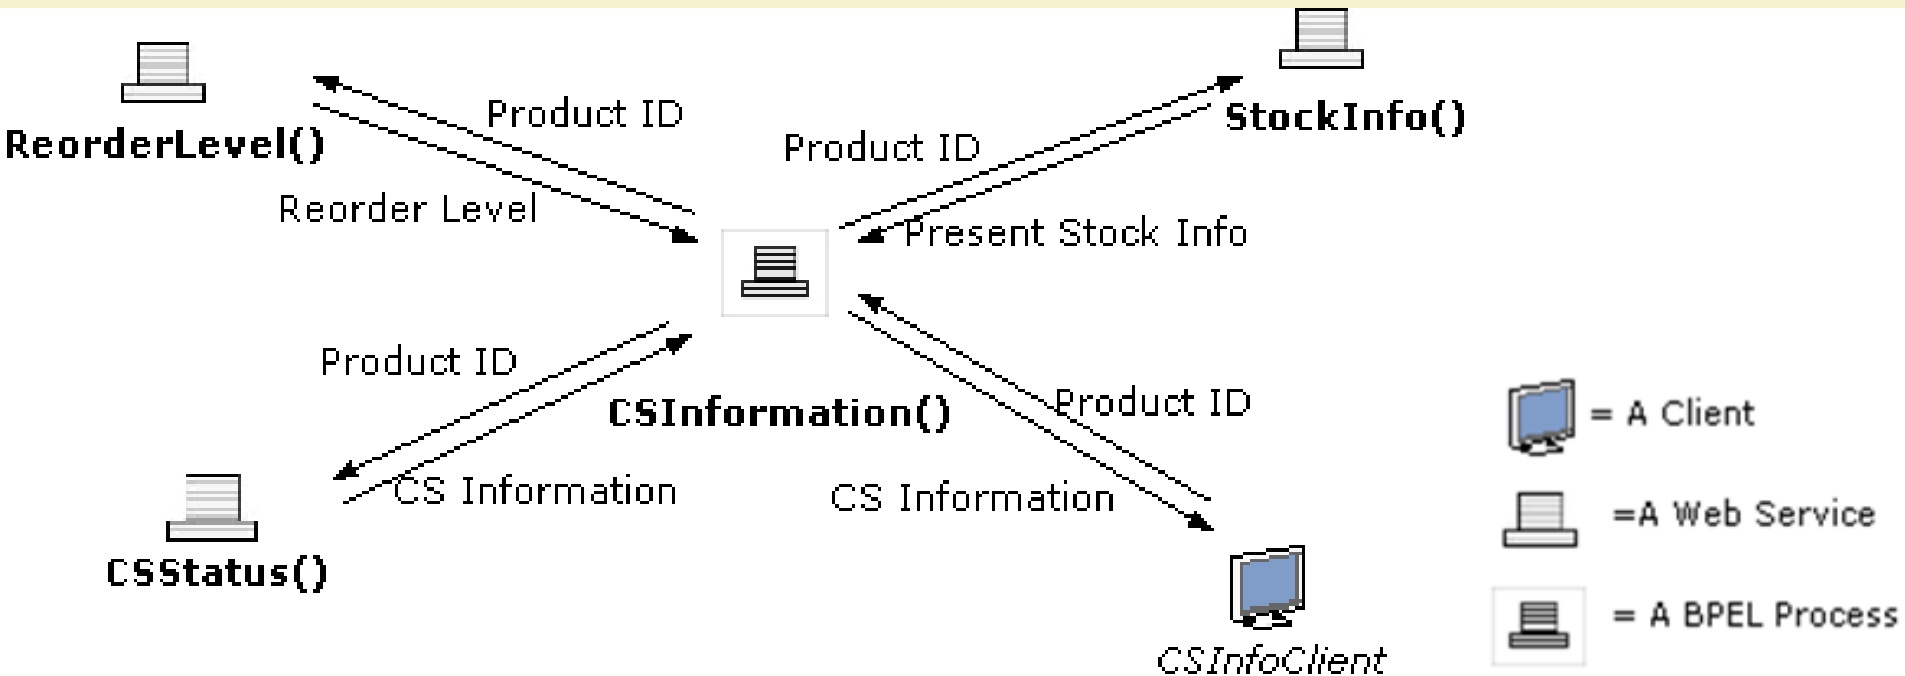 StockInfo()
Product ID
ReorderLevel()
Product ID
Reorder Level
Present Stock Info
Product ID
CSInformation()
Product ID
= A Client
CS Information
CS Information
=A Web Service
CSStatus()
= A BPEL Process
CSInfoClient